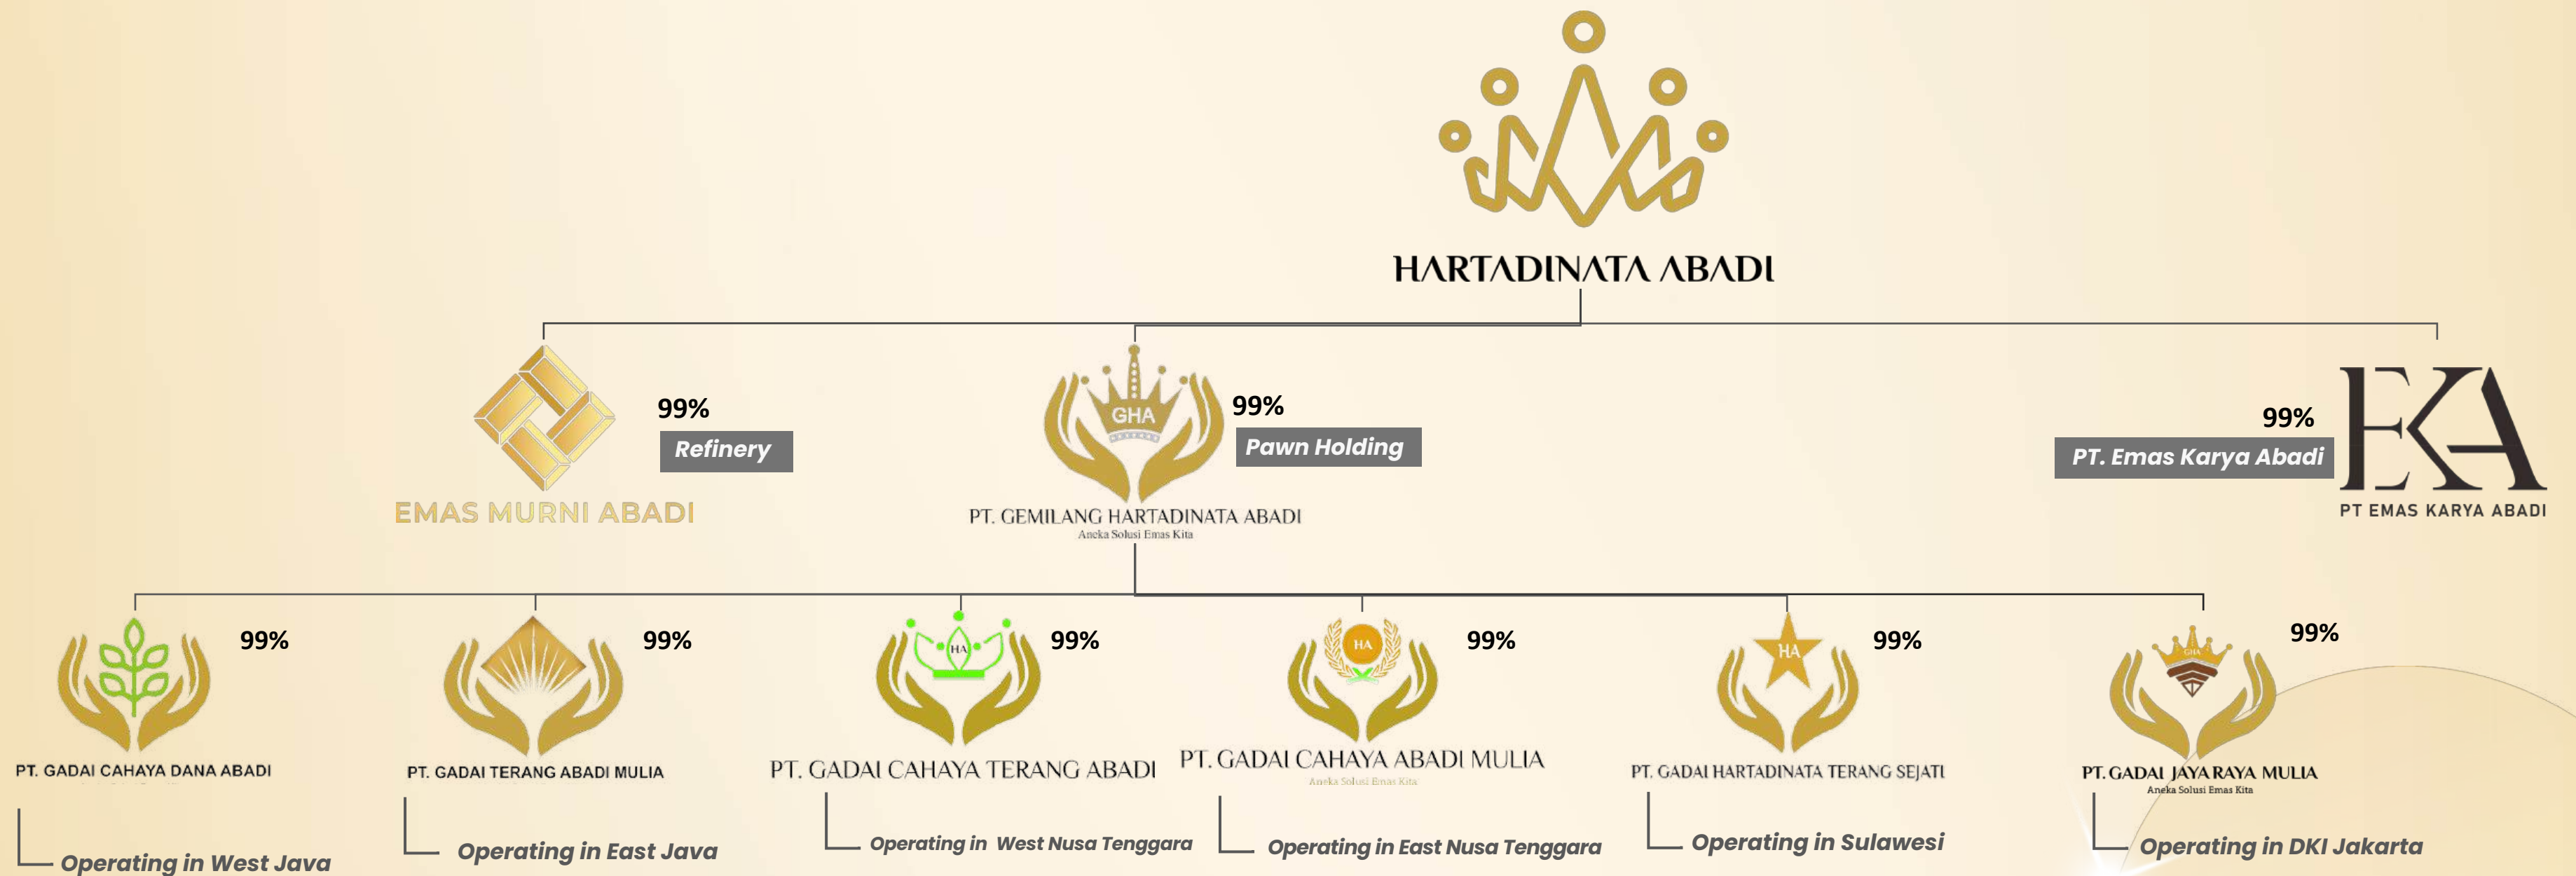 HARTADINATA ABADI
99%
Refinery
EMAS MURNI ABADI
GHA
99%
Pawn Holding
PT. GEMILANG HARTADINATA ABADI
Aneka Solusi Emas Kita
99%
PT. Emas Karya Abadi
EKA
PT EMAS KARYA ABADI
99%
PT. GADAI CAHAYA DANA ABADI
Operating in West Java
99%
PT. GADAI TERANG ABADI MULIA
Operating in East Java
HA
99%
PT. GADAI CAHAYA TERANG ABADI
Operating in West Nusa Tenggara
HA
99%
PT. GADAI CAHAYA ABADI MULIA
Aneka Solusi Emas Kita
Operating in East Nusa Tenggara
HA
99%
PT. GADAI HARTADINATA TERANG SEJATI
Operating in Sulawesi
GHA
99%
PT. GADAI JAYA RAYA MULIA
Aneka Solusi Emas Kita
Operating in DKI Jakarta